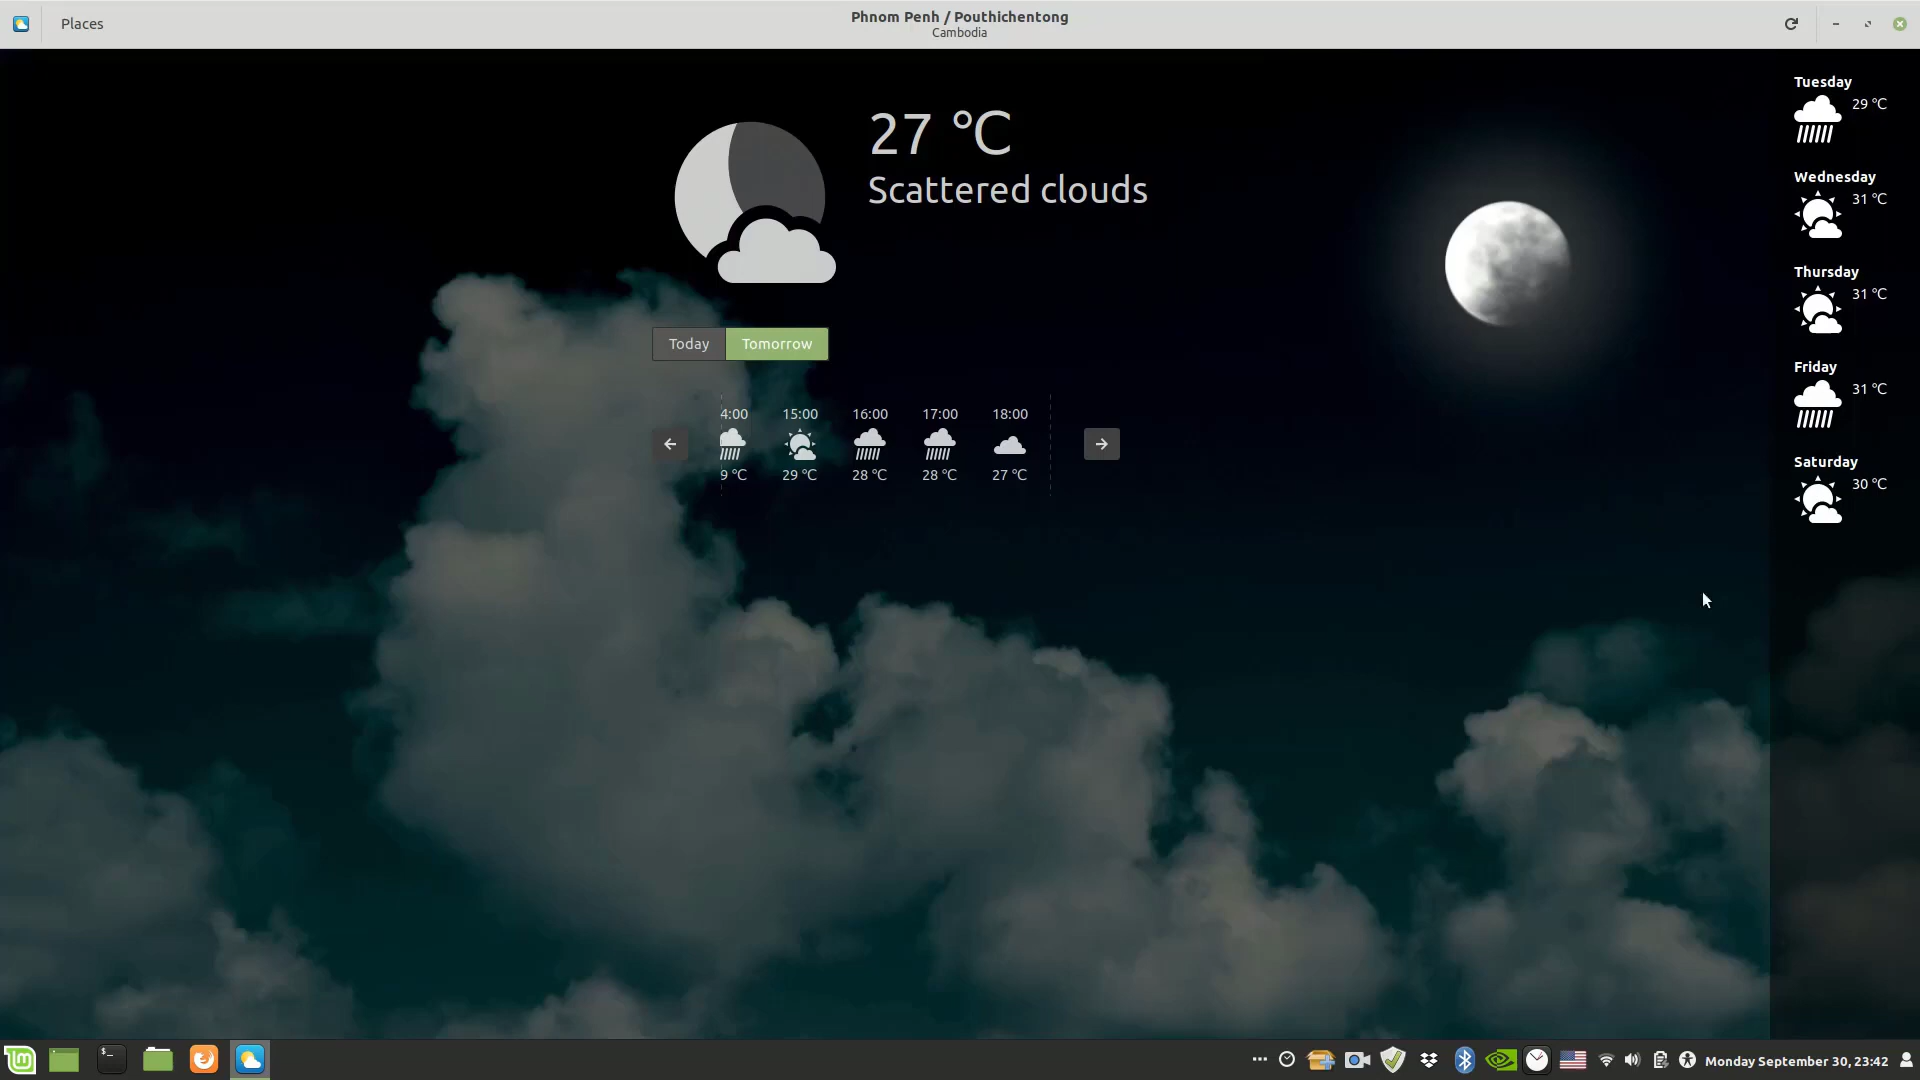 Places
Phnom Penh / Pouthichentong
Cambodia
27 °C
Scattered clouds
Today Tomorrow
4:00 15:00 16:00 17:00 18:00
9 °C 29 °C 28 °C 28 °C 27 °C
Tuesday
29 °C
Wednesday
31 °C
Thursday
31 °C
Friday
31 °C
Saturday
30 °C
Monday September 30, 23:42